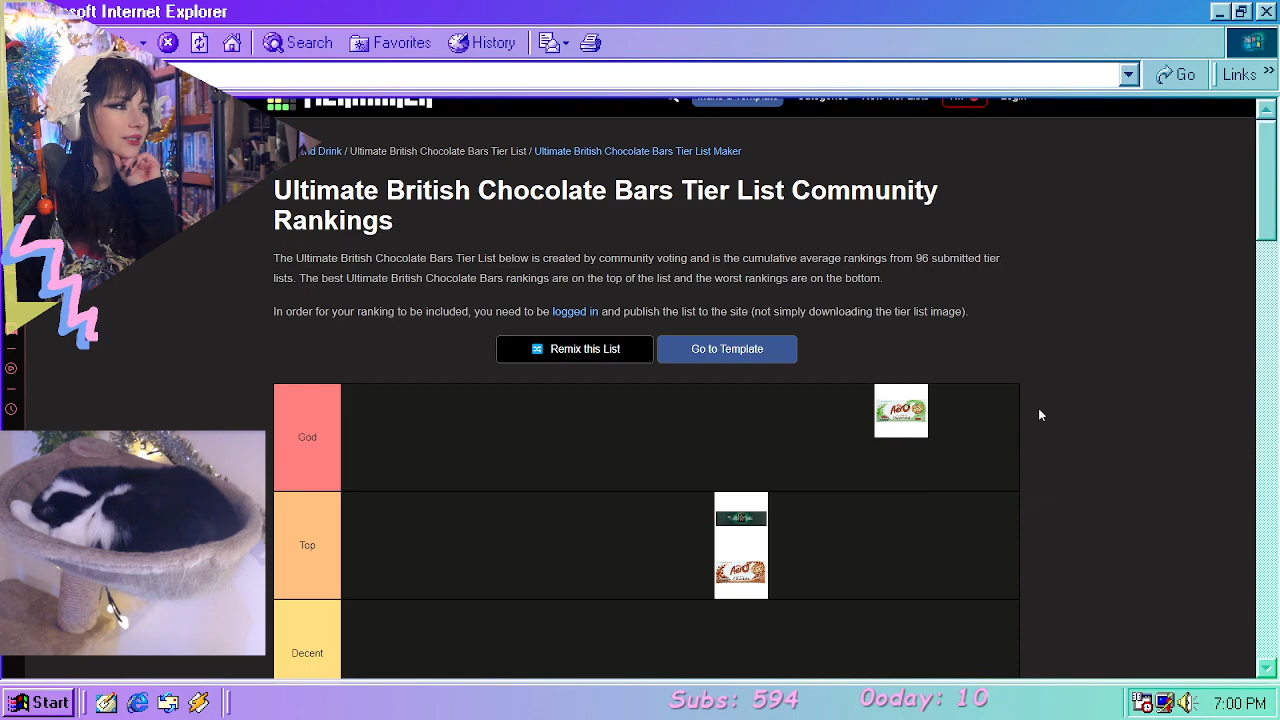 soft Internet Explorer
Search
Favorites
History
Go
Links
nd Drink / Ultimate British Chocolate Bars Tier List / Ultimate British Chocolate Bars Tier List Maker
Ultimate British Chocolate Bars Tier List Community
Rankings
The Ultimate British Chocolate Bars Tier List below is created by community voting and is the cumulative average rankings from 96 submitted tier
lists. The best Ultimate British Chocolate Bars rankings are on the top of the list and the worst rankings are on the bottom.
In order for your ranking to be included, you need to be logged in and publish the list to the site (not simply downloading the tier list image).
Remix this List
Go to Template
God
Aero
Top
Aero
Decent
Start
Subs: 594
Ooday: 10
7:00 PM